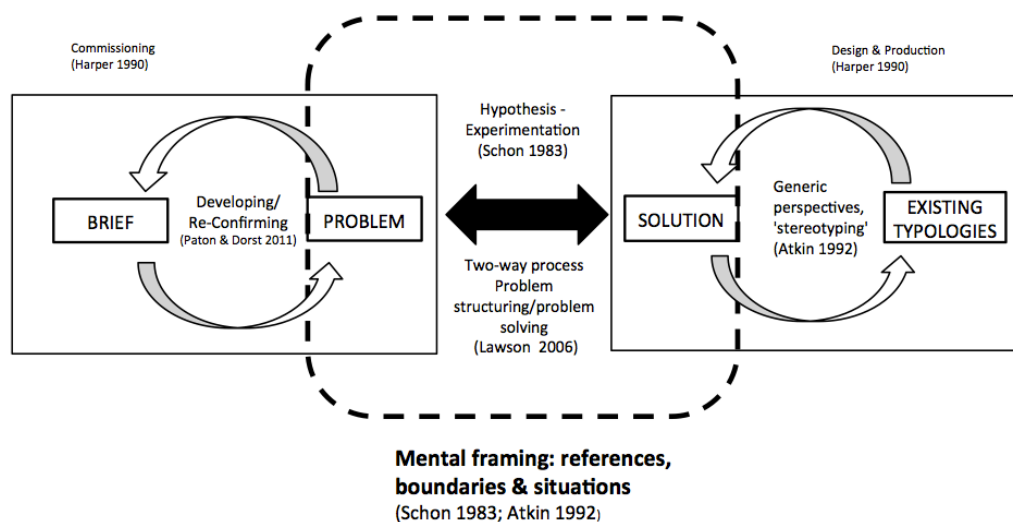 Commissioning
(Harper 1990)
Design & Production
(Harper 1990)
Hypothesis -
Experimentation
(Schon 1983)
BRIEF
Developing/
Re-Confirming
(Paton & Dorst 2011)
PROBLEM
SOLUTION
Generic
perspectives,
'stereotyping'
(Atkin 1992)
EXISTING
TYPOLOGIES
Two-way process
Problem
structuring/problem
solving
(Lawson 2006)
Mental framing: references,
boundaries & situations
(Schon 1983; Atkin 1992)